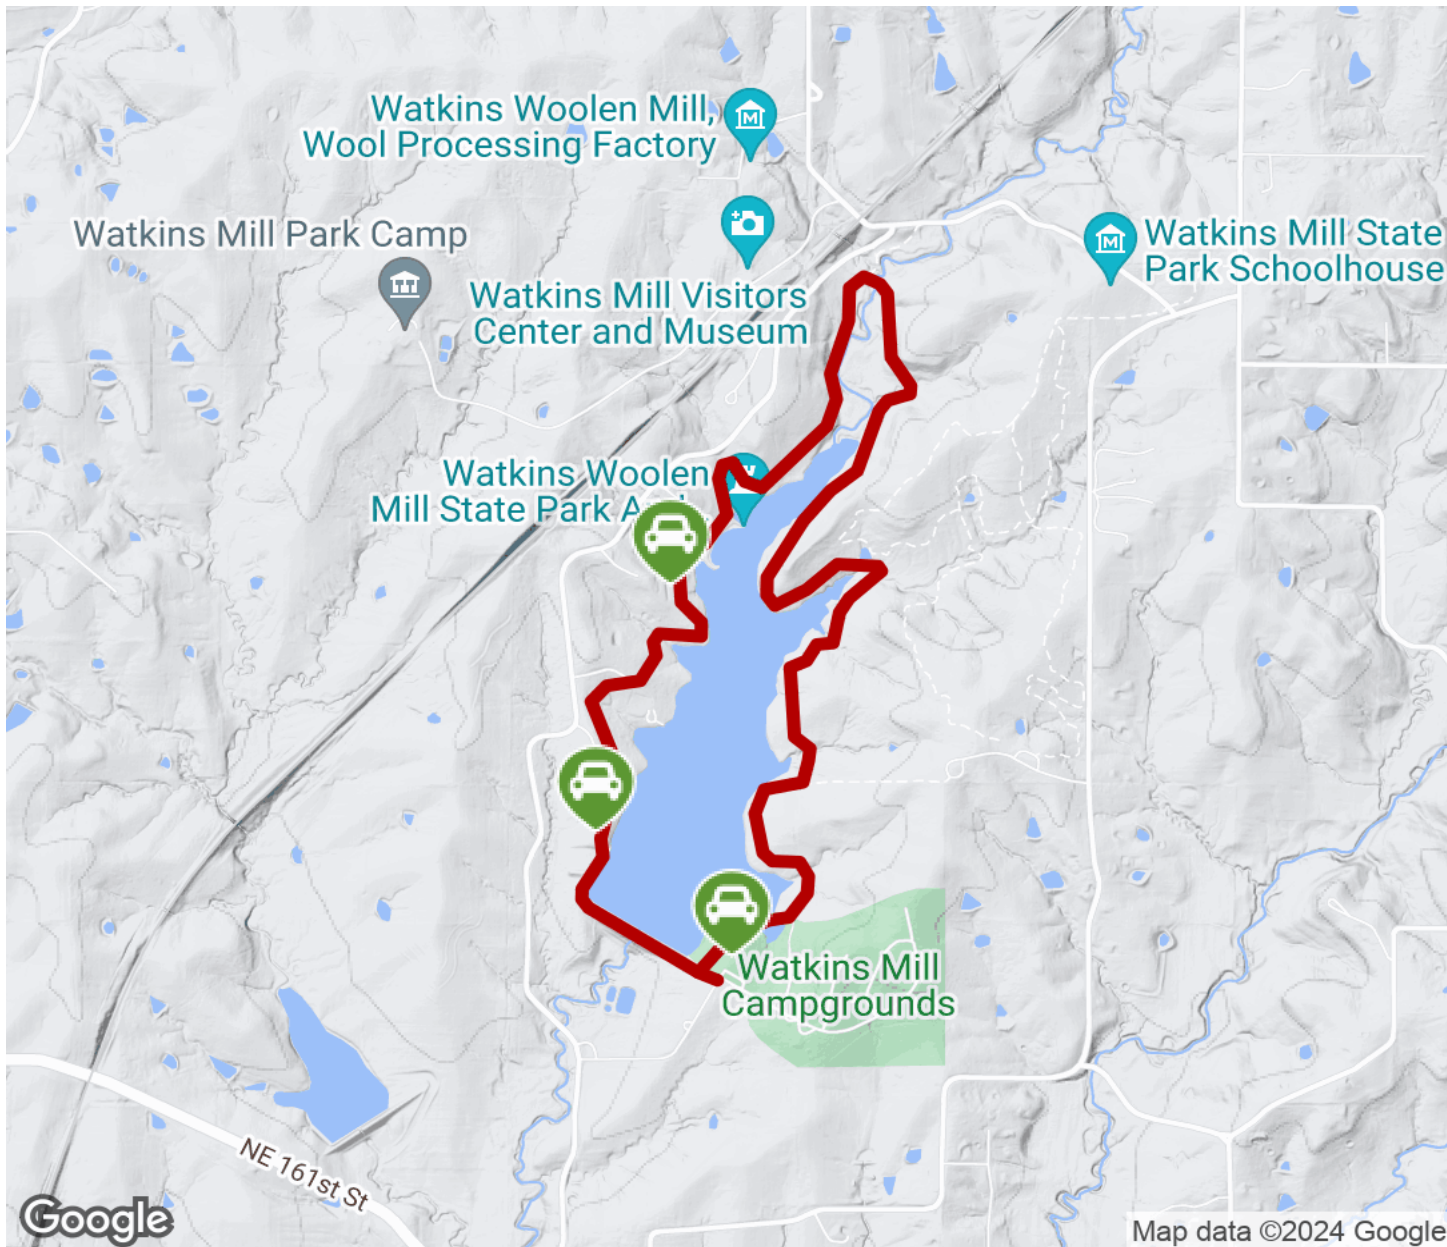 Watkins Woolen Mill,
Wool Processing Factory
Watkins Mill Park Camp
Watkins Mill State
Park Schoolhouse
Watkins Mill Visitors
Center and Museum
Watkins Woolen
Mill State Park
Watkins Mill
Campgrounds
NE 161st St
Google
Map data ©2024 Google